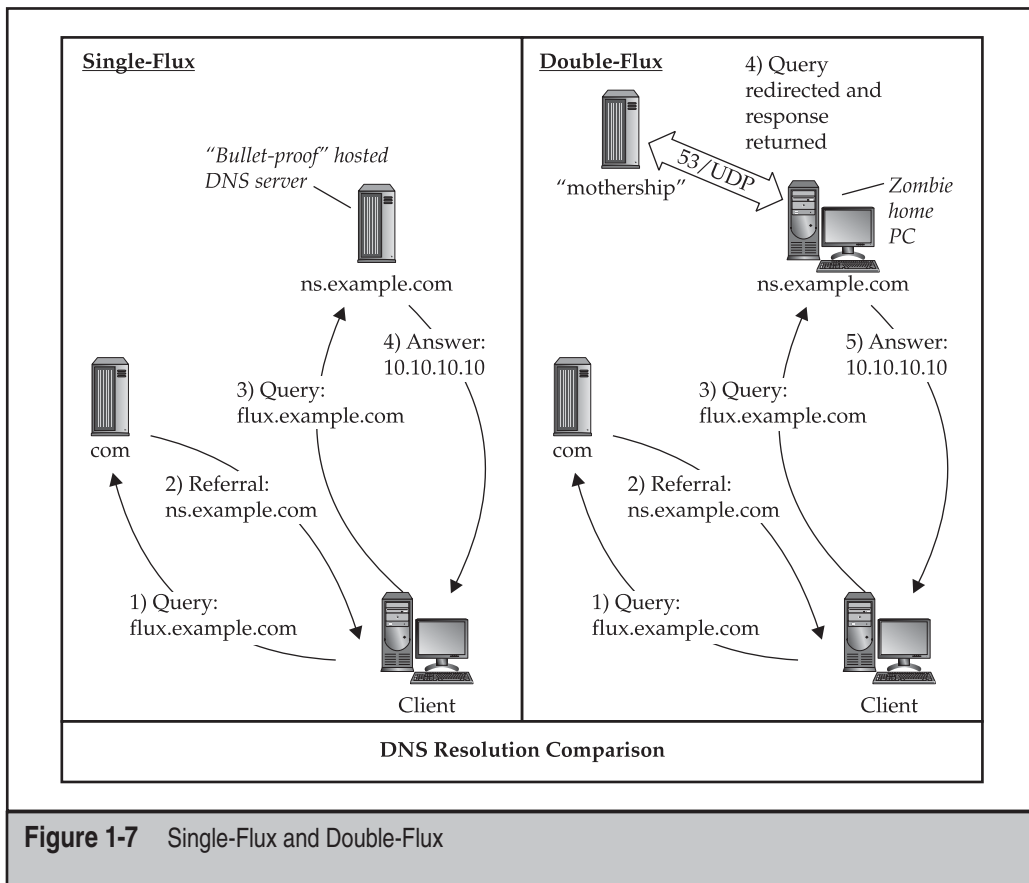 Single-Flux
"Bullet-proof" hosted
DNS server
ns.example.com
4) Answer:
10.10.10.10
3) Query:
flux.example.com
com
2) Referral:
ns.example.com
1) Query:
flux.example.com
Client
Double-Flux
4) Query
redirected and
response
returned
53/UDP
"mothership"
Zombie
home
PC
ns.example.com
5) Answer:
10.10.10.10
3) Query:
flux.example.com
com
2) Referral:
ns.example.com
1) Query:
flux.example.com
Client
DNS Resolution Comparison
Figure 1-7 Single-Flux and Double-Flux